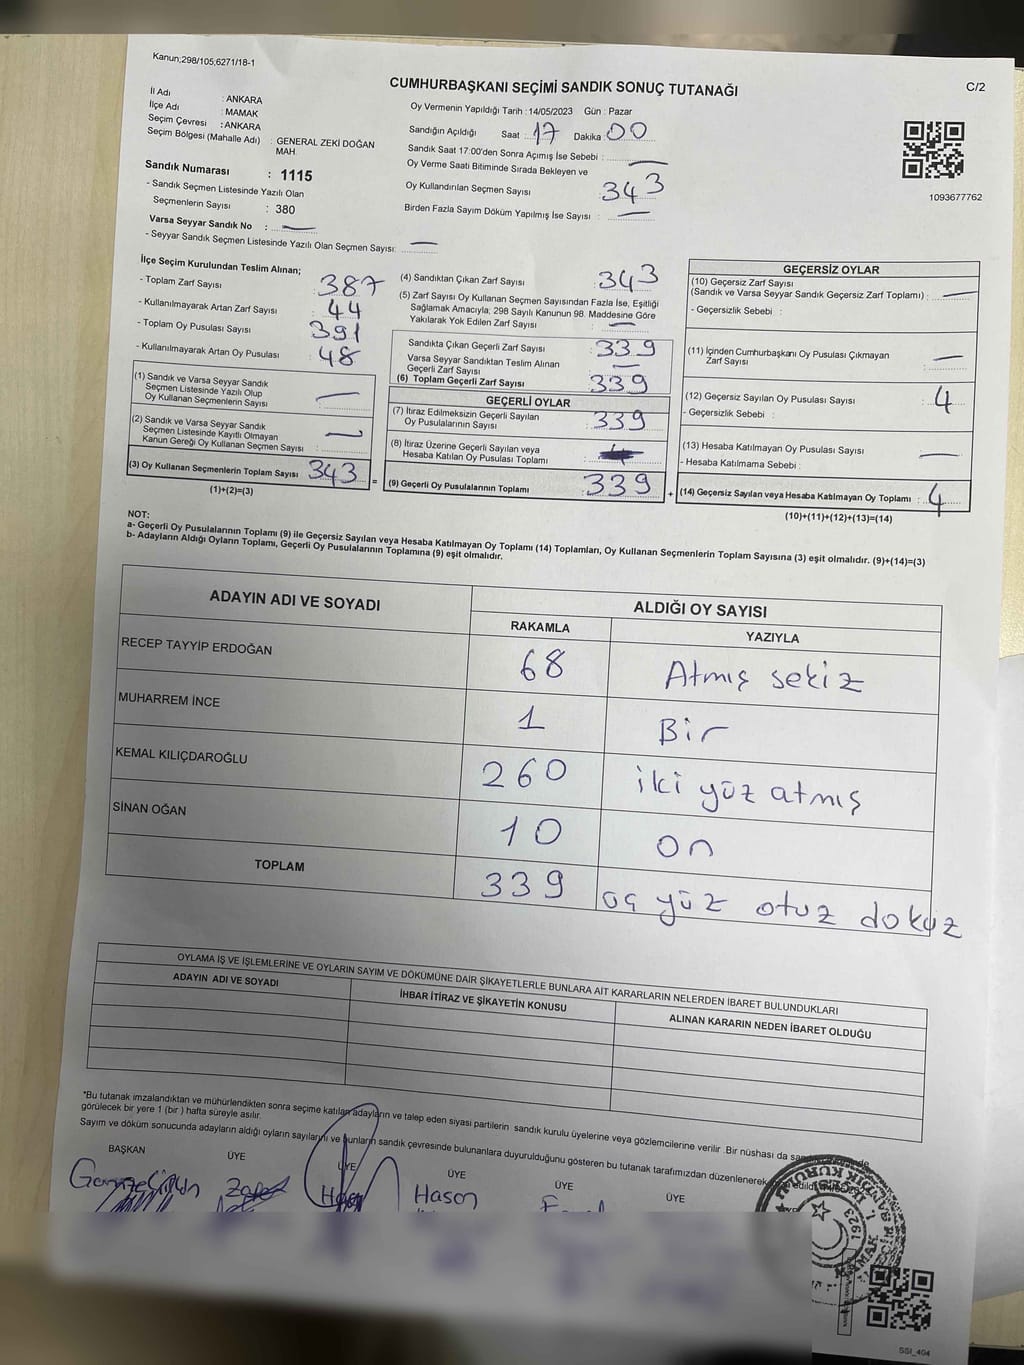 Kanun;298/105;6271/18-1
C/2
CUMHURBAŞKANI SEÇİMİ SANDIK SONUÇ TUTANAĞI
İl Adı : ANKARA
İlçe Adı : MAMAK
Seçim Çevresi : ANKARA
Seçim Bölgesi (Mahalle Adı) : GENERAL ZEKİ DOĞAN
MAH.
Sandık Numarası : 1115
- Sandık Seçmen Listesinde Yazılı Olan
Seçmenlerin Sayısı : 380
Varsa Seyyar Sandık No : —
- Seyyar Sandık Seçmen Listesinde Yazılı Olan Seçmen Sayısı: —
Oy Vermenin Yapıldığı Tarih : 14/05/2023 Gün : Pazar
Sandığın Açıldığı Saat : 17 Dakika 00
Sandık Saat 17:00'den Sonra Açımış İse Sebebi : —
Oy Verme Saati Bitiminde Sırada Bekleyen ve
Oy Kullandırılan Seçmen Sayısı : 343
Birden Fazla Sayım Döküm Yapılmış İse Sayısı : —
1093677762
İlçe Seçim Kurulundan Teslim Alınan;
- Toplam Zarf Sayısı : 387
- Kullanılmayarak Artan Zarf Sayısı : 44
- Toplam Oy Pusulası Sayısı : 391
- Kullanılmayarak Artan Oy Pusulası : 48
(1) Sandık ve Varsa Seyyar Sandık
Seçmen Listesinde Yazılı Olup
Oy Kullanan Seçmenlerin Sayısı : —
(2) Sandık ve Varsa Seyyar Sandık
Seçmen Listesinde Kayıtlı Olmayan
Kanun Gereği Oy Kullanan Seçmen Sayısı : —
(3) Oy Kullanan Seçmenlerin Toplam Sayısı : 343 =
(1)+(2)=(3)
(4) Sandıktan Çıkan Zarf Sayısı : 343
(5) Zarf Sayısı Oy Kullanan Seçmen Sayısından Fazla İse, Eşitliği
Sağlamak Amacıyla; 298 Sayılı Kanunun 98. Maddesine Göre
Yakılarak Yok Edilen Zarf Sayısı : —
Sandıkta Çıkan Geçerli Zarf Sayısı : 339
Varsa Seyyar Sandıktan Teslim Alınan
Geçerli Zarf Sayısı : —
(6) Toplam Geçerli Zarf Sayısı : 339
GEÇERLİ OYLAR
(7) İtiraz Edilmeksizin Geçerli Sayılan
Oy Pusulalarının Sayısı : 339
(8) İtiraz Üzerine Geçerli Sayılan veya
Hesaba Katılan Oy Pusulası Toplamı :
(9) Geçerli Oy Pusulalarının Toplamı : 339 +
GEÇERSİZ OYLAR
(10) Geçersiz Zarf Sayısı
(Sandık ve Varsa Seyyar Sandık Geçersiz Zarf Toplamı) : —
- Geçersizlik Sebebi :
(11) İçinden Cumhurbaşkanı Oy Pusulası Çıkmayan
Zarf Sayısı : —
(12) Geçersiz Sayılan Oy Pusulası Sayısı : 4
- Geçersizlik Sebebi :
(13) Hesaba Katılmayan Oy Pusulası Sayısı : —
- Hesaba Katılmama Sebebi :
(14) Geçersiz Sayılan veya Hesaba Katılmayan Oy Toplamı : 4
(10)+(11)+(12)+(13)=(14)
NOT:
a- Geçerli Oy Pusulalarının Toplamı (9) ile Geçersiz Sayılan veya Hesaba Katılmayan Oy Toplamı (14) Toplamları, Oy Kullanan Seçmenlerin Toplam Sayısına (3) eşit olmalıdır. (9)+(14)=(3)
b- Adayların Aldığı Oyların Toplamı, Geçerli Oy Pusulalarının Toplamına (9) eşit olmalıdır.
ADAYIN ADI VE SOYADI ALDIĞI OY SAYISI
RAKAMLA YAZIYLA
RECEP TAYYİP ERDOĞAN 68 Atmış sekiz
MUHARREM İNCE 1 Bir
KEMAL KILIÇDAROĞLU 260 iki yüz atmış
SİNAN OĞAN 10 on
TOPLAM 339 üç yüz otuz dokuz
OYLAMA İŞ VE İŞLEMLERİNE VE OYLARIN SAYIM VE DÖKÜMÜNE DAİR ŞİKAYETLERLE BUNLARA AİT KARARLARIN NELERDEN İBARET BULUNDUKLARI
ADAYIN ADI VE SOYADI İHBAR İTİRAZ VE ŞİKAYETİN KONUSU ALINAN KARARIN NEDEN İBARET OLDUĞU
*Bu tutanak imzalandıktan ve mühürlendikten sonra seçime katılan adayların ve talep eden siyasi partilerin sandık kurulu üyelerine veya gözlemcilerine verilir. Bir nüshası da
görülecek bir yere 1 (bir) hafta süreyle asılır.
Sayım ve döküm sonucunda adayların aldığı oyların sayılarını ve bunların sandık çevresinde bulunanlara duyurulduğunu gösteren bu tutanak tarafımızdan düzenlenerek
BAŞKAN ÜYE ÜYE ÜYE ÜYE ÜYE
Hasan
1923
SSI_404